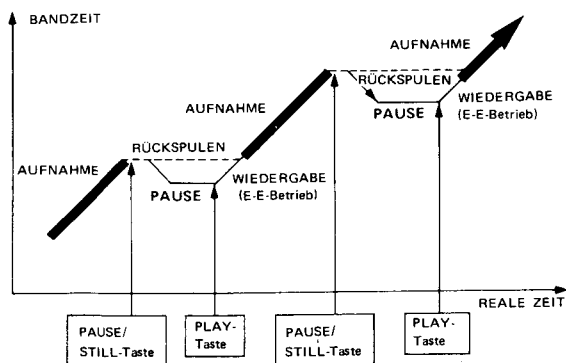 BANDZEIT
AUFNAHME
RÜCKSPULEN
PAUSE
WIEDERGABE
(E-E-Betrieb)
AUFNAHME
RÜCKSPULEN
AUFNAHME
PAUSE
WIEDERGABE
(E-E-Betrieb)
REALE ZEIT
PAUSE/
STILL-Taste
PLAY-
Taste
PAUSE/
STILL-Taste
PLAY-
Taste